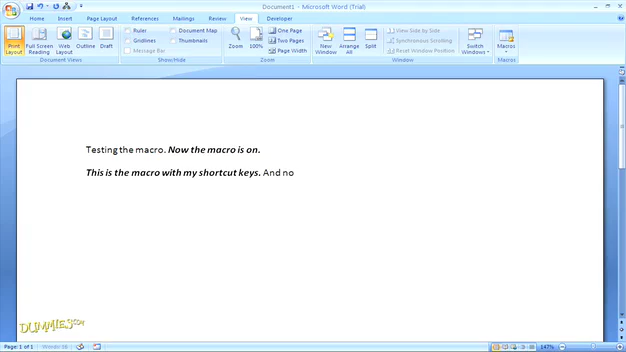 Document1 - Microsoft Word (Trial)
Home Insert Page Layout References Mailings Review View Developer
Print Layout Full Screen Reading Web Layout Outline Draft
Document Views
Ruler Document Map
Gridlines Thumbnails
Message Bar
Show/Hide
Zoom 100% One Page
Two Pages
Page Width
Zoom
New Window Arrange All Split
View Side by Side
Synchronous Scrolling
Reset Window Position
Switch Windows
Window
Macros
Macros
Testing the macro. Now the macro is on.
This is the macro with my shortcut keys. And no
DUMMIES.COM
Page: 1 of 1 Words: 16 147%